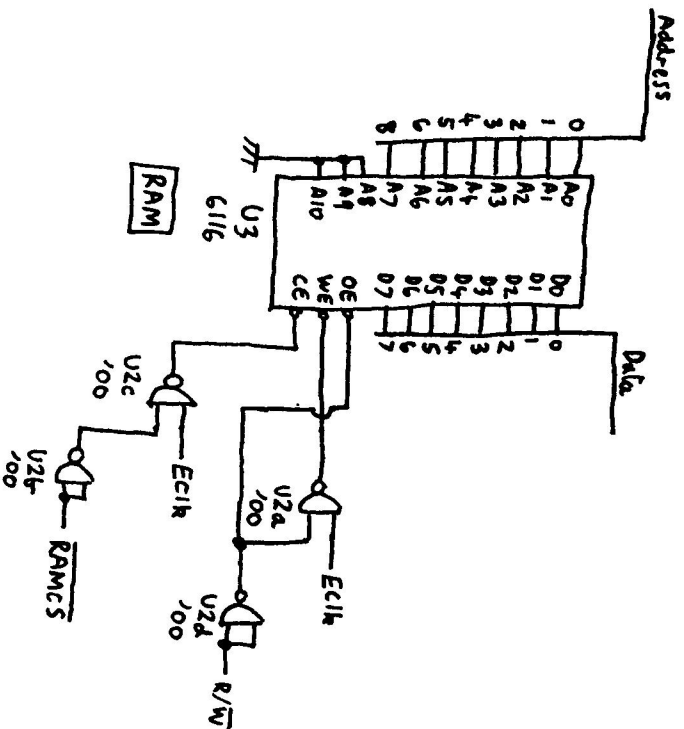 Address
Data
0
1
2
3
4
5
6
8
A0
A1
A2
A3
A4
A5
A6
A7
A8
A9
A10
D0
D1
D2
D3
D4
D5
D6
D7
0
1
2
3
4
5
6
7
OE
WE
CE
U3
6116
RAM
EClk
U2a
'00
U2d
'00
R/W
EClk
U2c
'00
U2b
'00
RAMCS